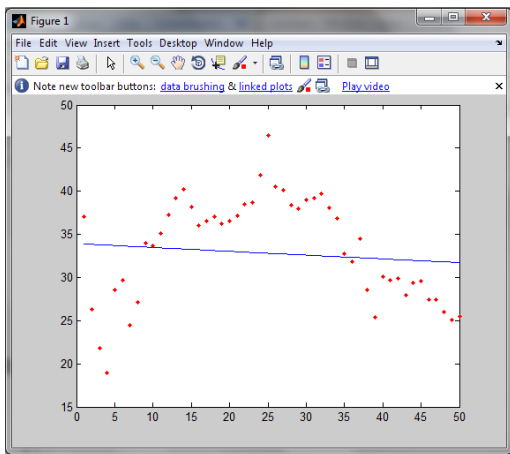 Figure 1
File Edit View Insert Tools Desktop Window Help
Note new toolbar buttons: data brushing & linked plots Play video
50
45
40
35
30
25
20
15
0 5 10 15 20 25 30 35 40 45 50